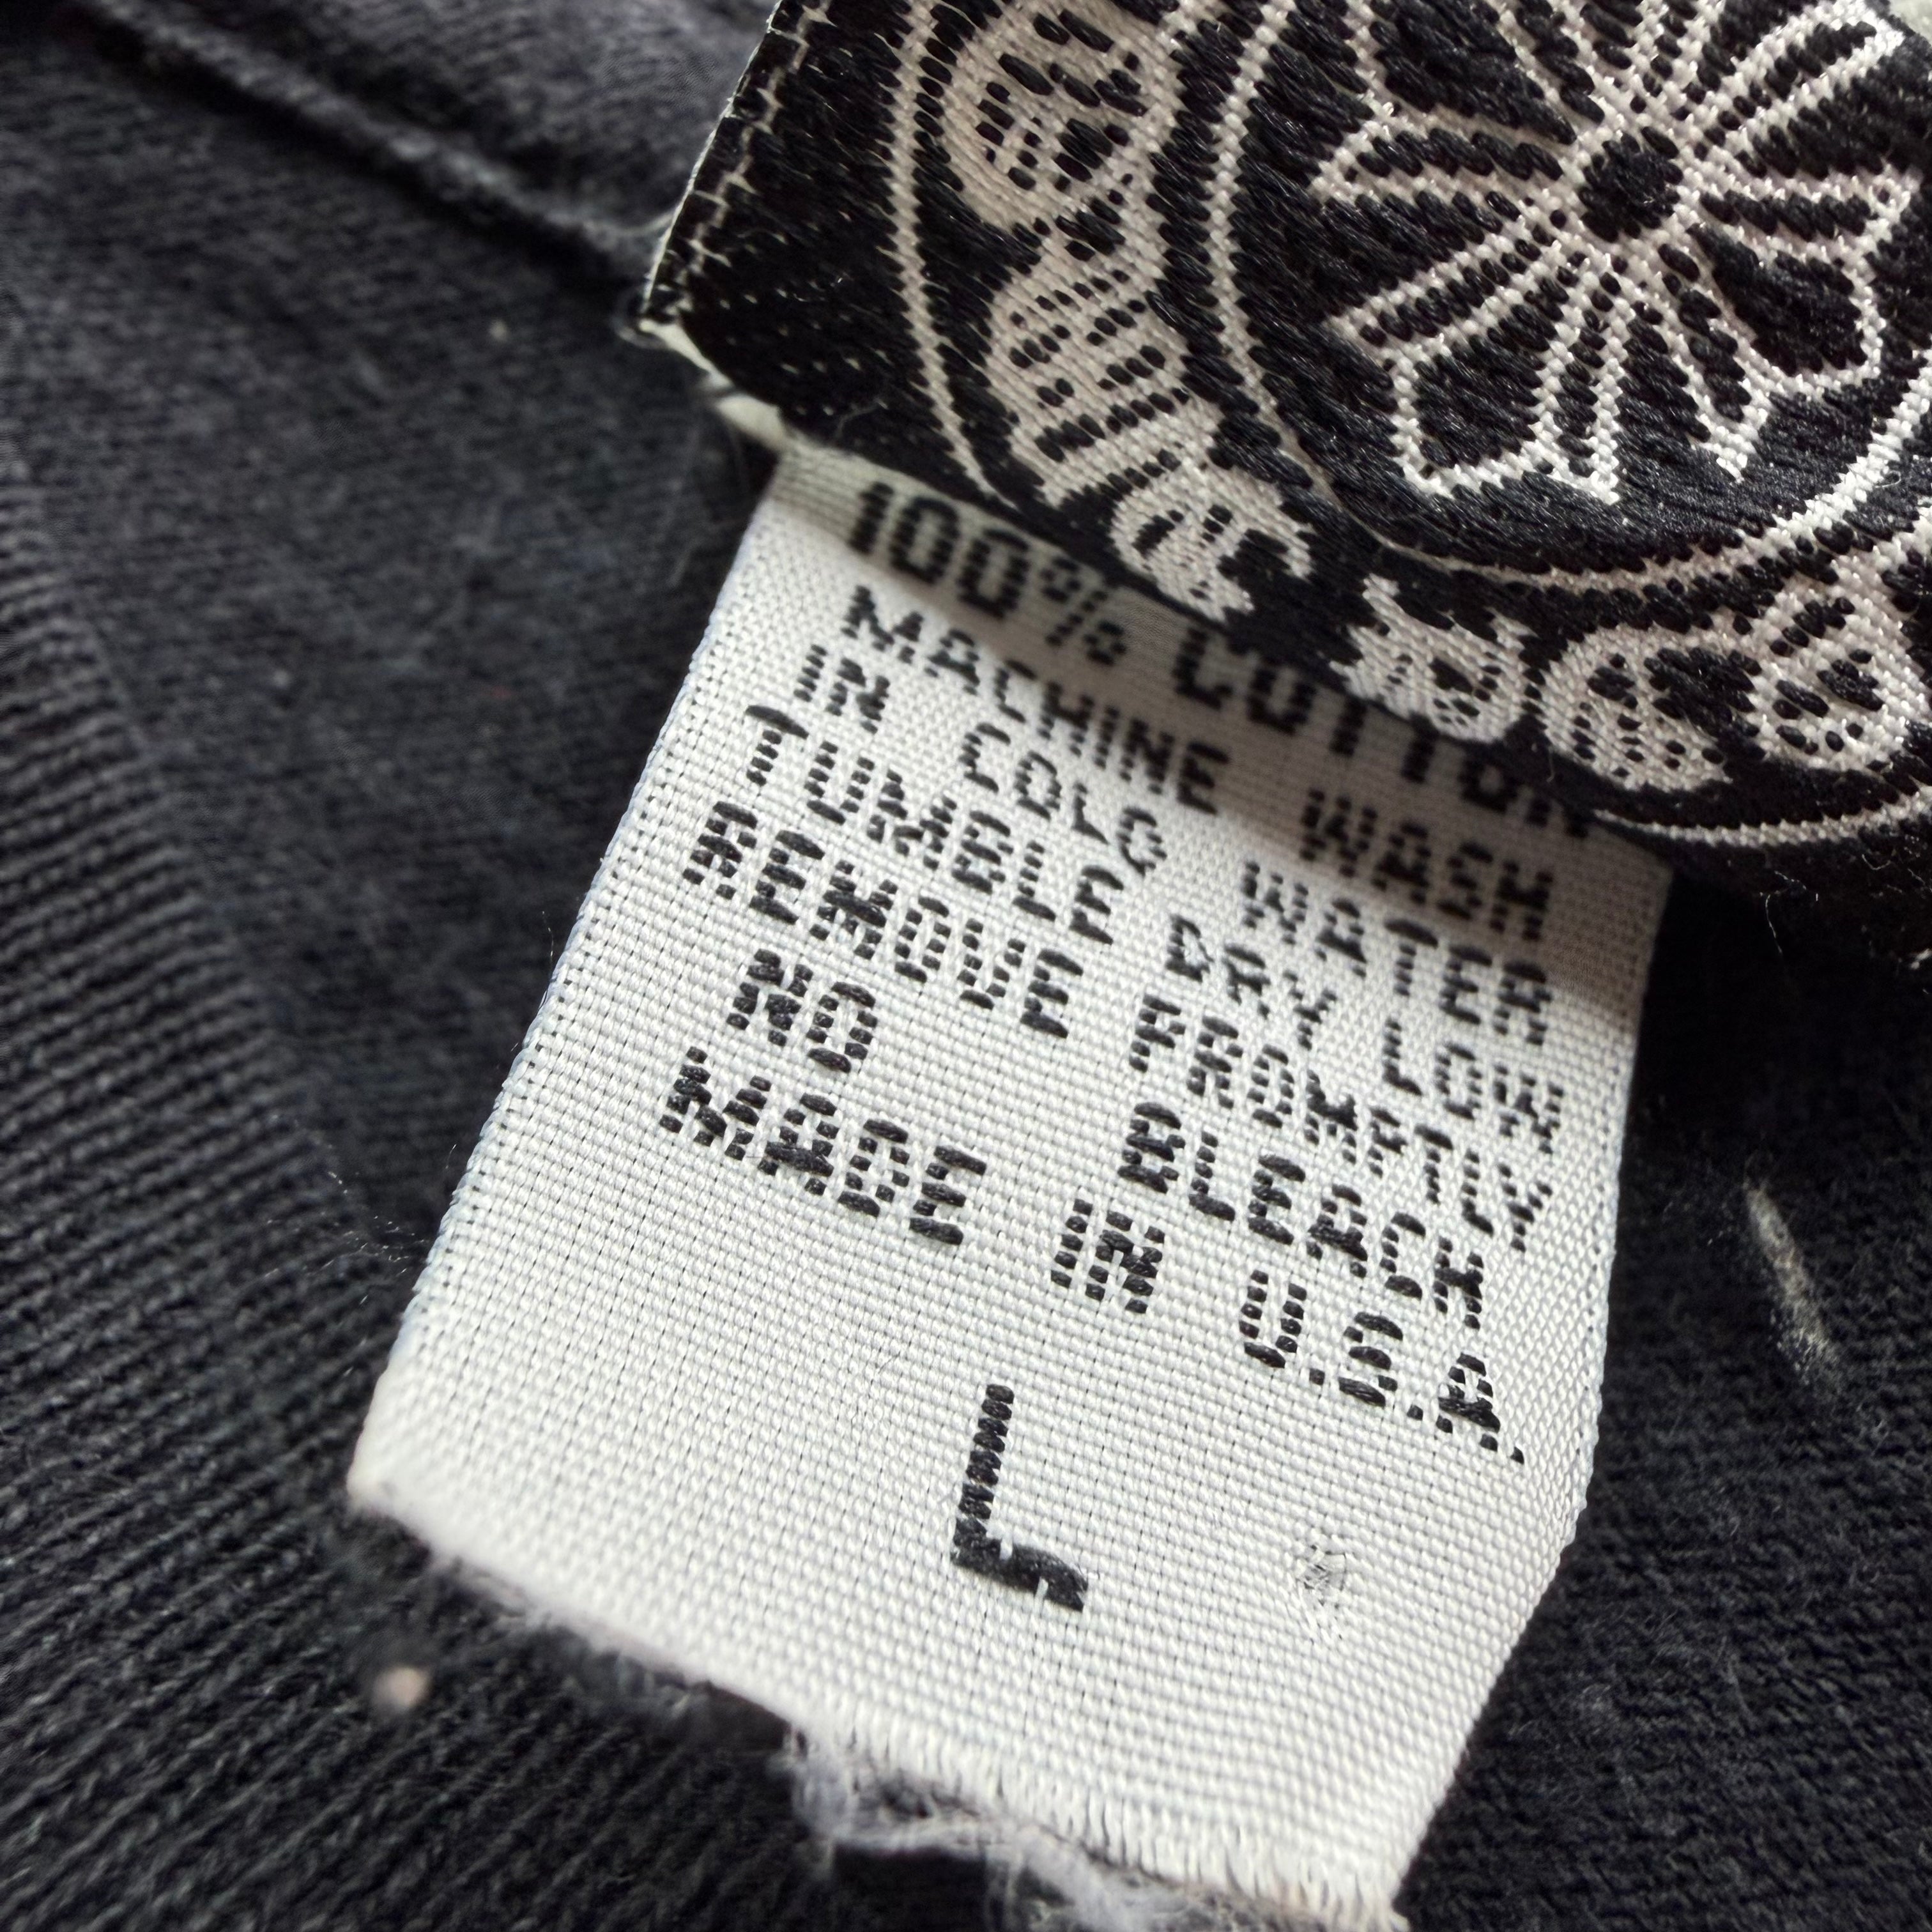 100% COTTON
MACHINE WASH
IN COLD WATER
TUMBLE DRY LOW
REMOVE PROMPTLY
NO BLEACH
MADE IN U.S.A.
L